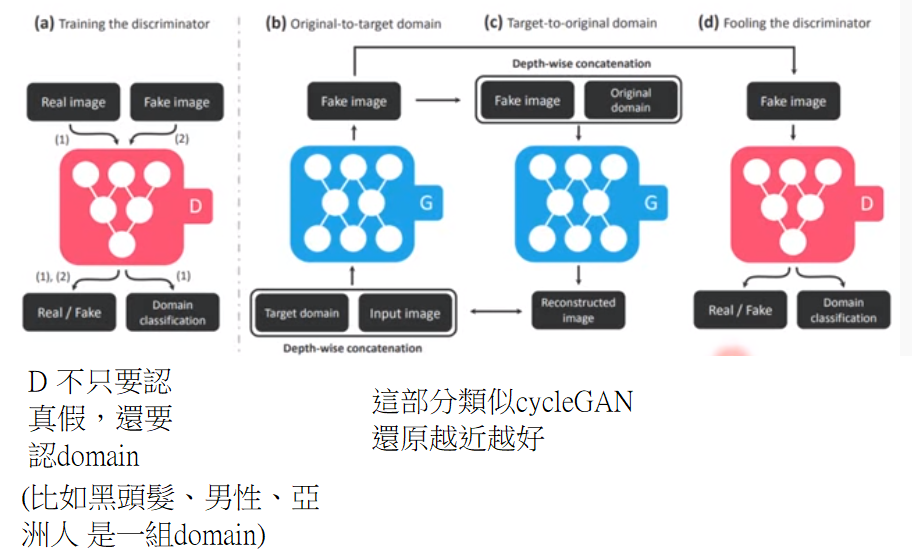 (a) Training the discriminator
(b) Original-to-target domain
(c) Target-to-original domain
(d) Fooling the discriminator
Real image
Fake image
(1)
(2)
D
(1), (2)
(1)
Real / Fake
Domain
classification
Fake image
G
Target domain
Input image
Depth-wise concatenation
Depth-wise concatenation
Fake image
Original
domain
G
Reconstructed
image
Fake image
D
Real / Fake
Domain
classification
D 不只要認
真假，還要
認domain
(比如黑頭髮、男性、亞
洲人 是一組domain)
這部分類似cycleGAN
還原越近越好